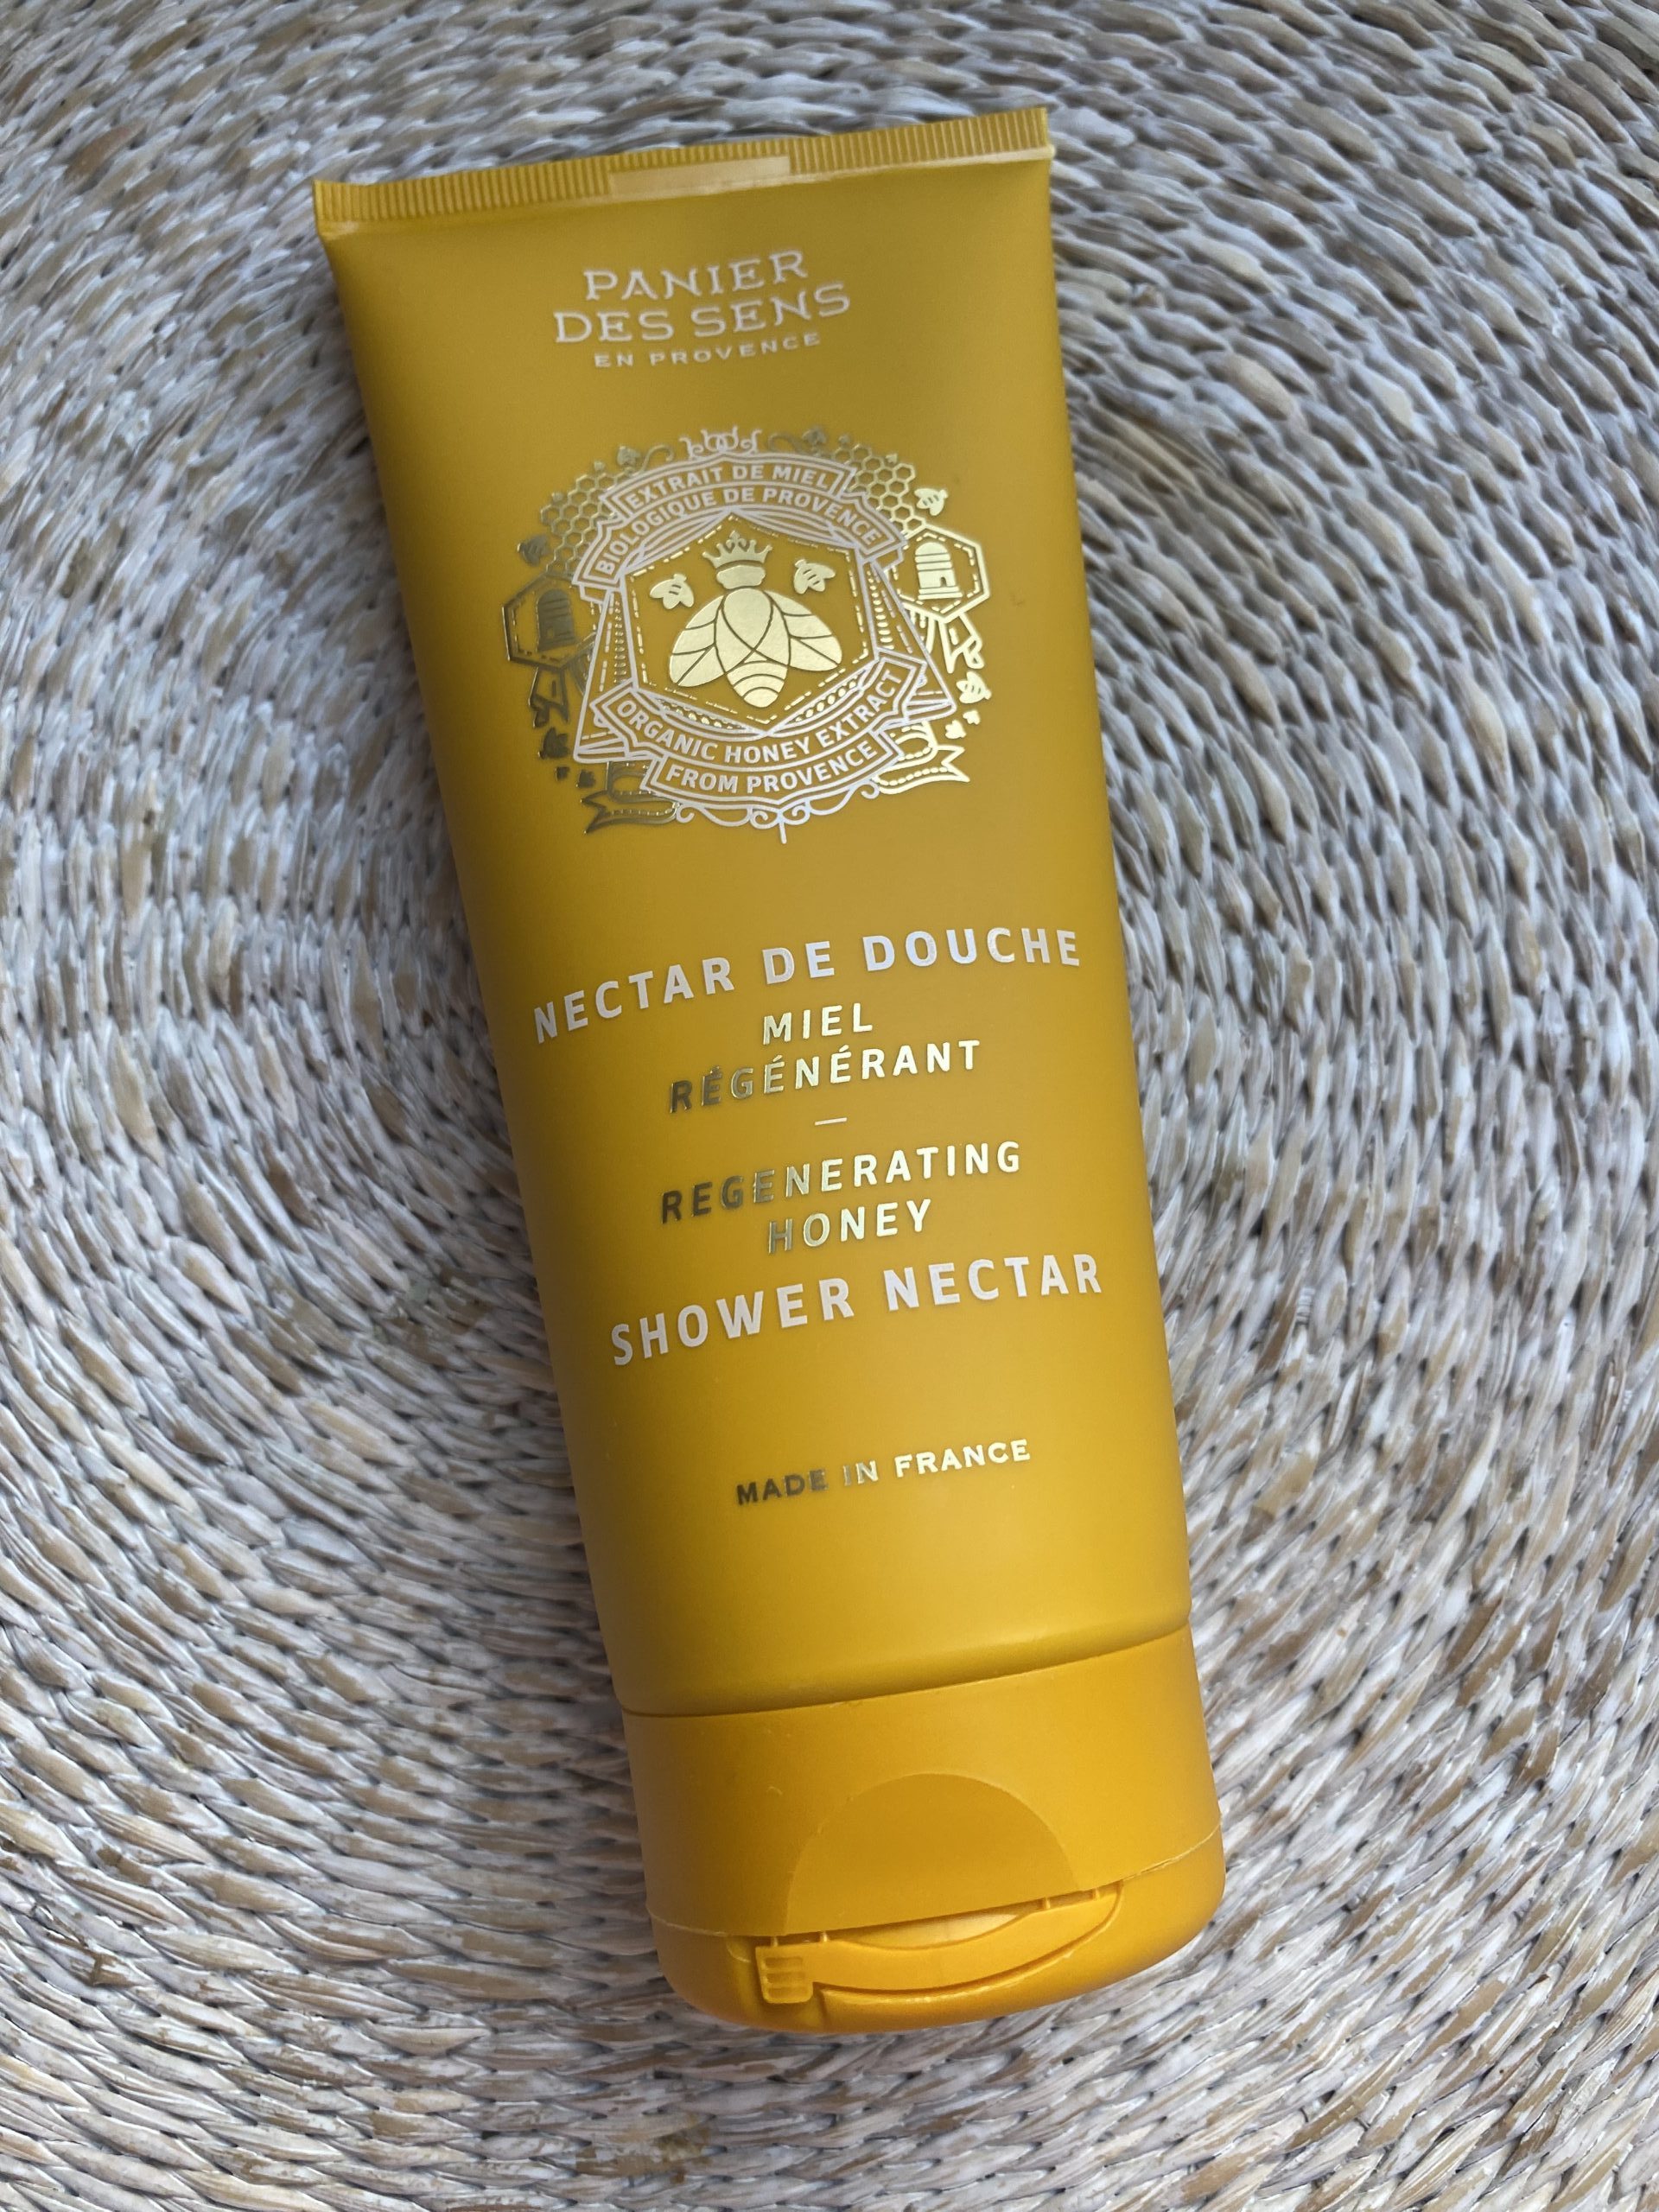 PANIER
DES SENS
EN PROVENCE
EXTRAIT DE MIEL
BIOLOGIQUE DE PROVENCE
ORGANIC HONEY EXTRACT
FROM PROVENCE
NECTAR DE DOUCHE
MIEL
RÉGÉNÉRANT
—
REGENERATING
HONEY
SHOWER NECTAR
MADE IN FRANCE